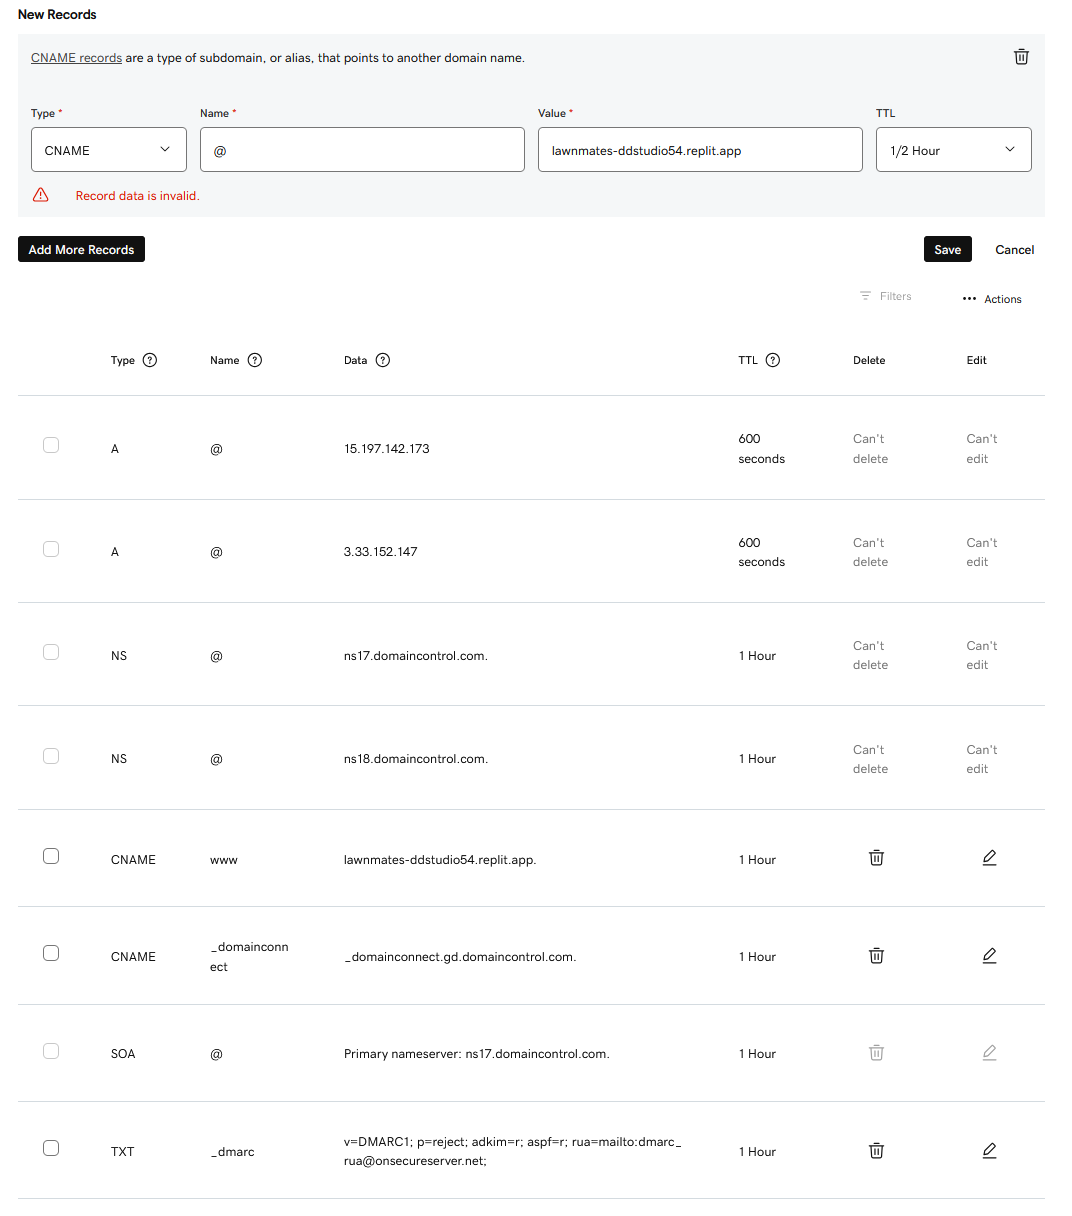 New Records
CNAME records are a type of subdomain, or alias, that points to another domain name.
Type * Name * Value * TTL
CNAME @ lawnmates-ddstudio54.replit.app 1/2 Hour
Record data is invalid.
Add More Records Save Cancel
Filters ••• Actions
Type ? Name ? Data ? TTL ? Delete Edit
A @ 15.197.142.173 600 seconds Can't delete Can't edit
A @ 3.33.152.147 600 seconds Can't delete Can't edit
NS @ ns17.domaincontrol.com. 1 Hour Can't delete Can't edit
NS @ ns18.domaincontrol.com. 1 Hour Can't delete Can't edit
CNAME www lawnmates-ddstudio54.replit.app. 1 Hour
CNAME _domainconnect _domainconnect.gd.domaincontrol.com. 1 Hour
SOA @ Primary nameserver: ns17.domaincontrol.com. 1 Hour
TXT _dmarc v=DMARC1; p=reject; adkim=r; aspf=r; rua=mailto:dmarc_rua@onsecureserver.net; 1 Hour